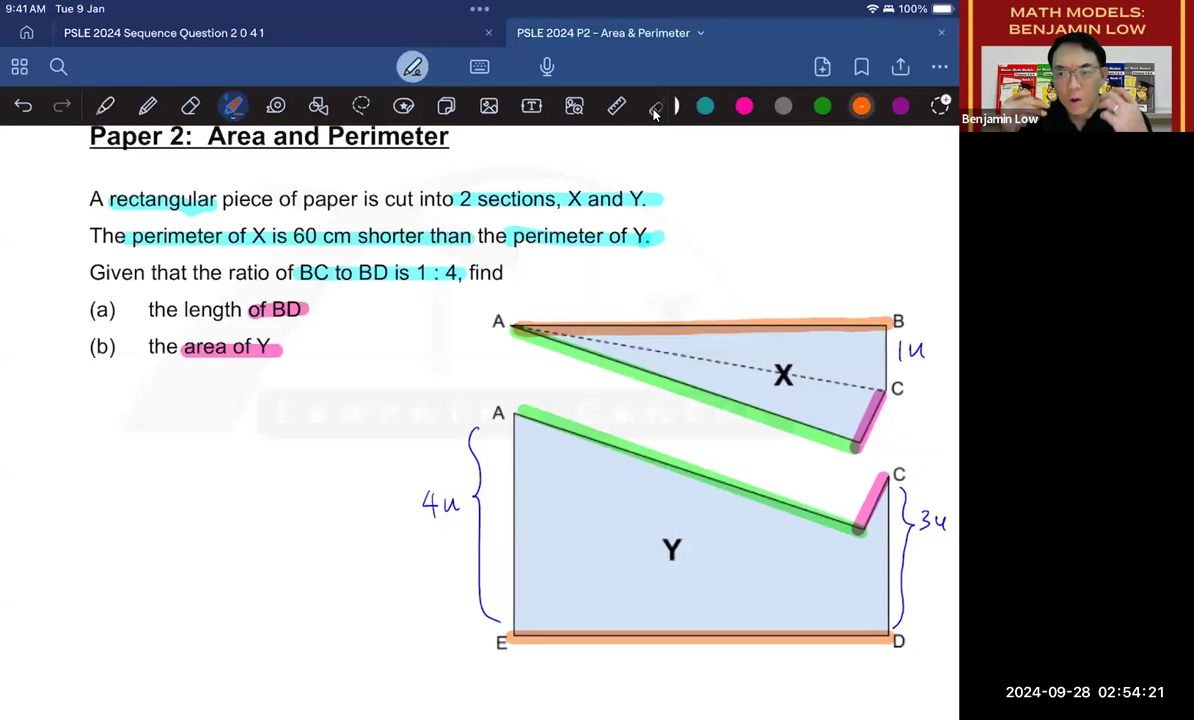 9:41 AM Tue 9 Jan
100%
PSLE 2024 Sequence Question 2 0 4 1
PSLE 2024 P2 - Area & Perimeter
MATH MODELS:
BENJAMIN LOW
Benjamin Low
Paper 2: Area and Perimeter
A rectangular piece of paper is cut into 2 sections, X and Y.
The perimeter of X is 60 cm shorter than the perimeter of Y.
Given that the ratio of BC to BD is 1 : 4, find
(a) the length of BD
(b) the area of Y
A
B
1u
X
C
A
C
4u
3u
Y
E
D
Learning Centre
2024-09-28 02:54:21